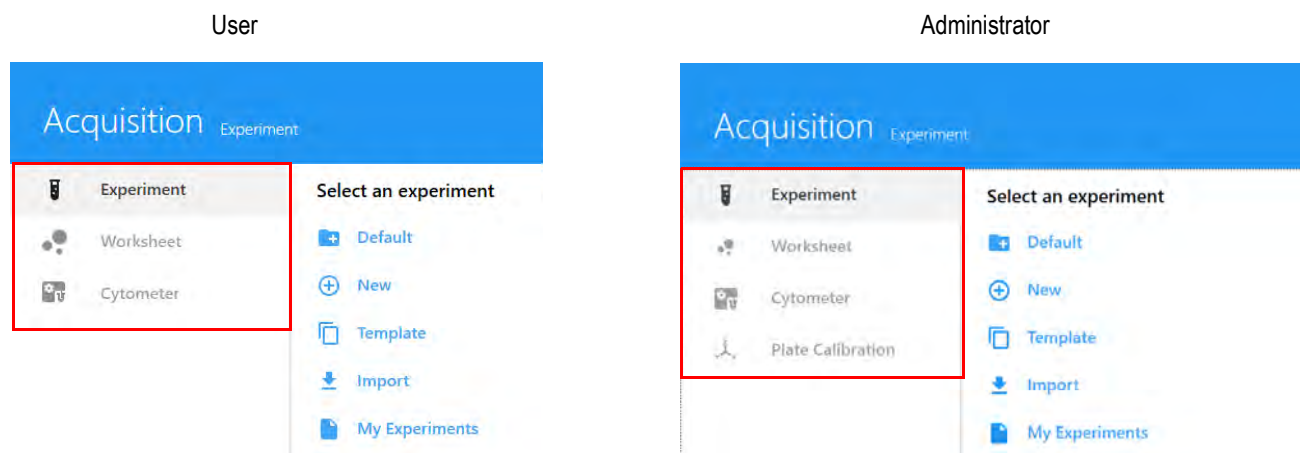 User
Acquisition Experiment
Experiment
Worksheet
Cytometer
Select an experiment
Default
New
Template
Import
My Experiments
Administrator
Acquisition Experiment
Experiment
Worksheet
Cytometer
Plate Calibration
Select an experiment
Default
New
Template
Import
My Experiments